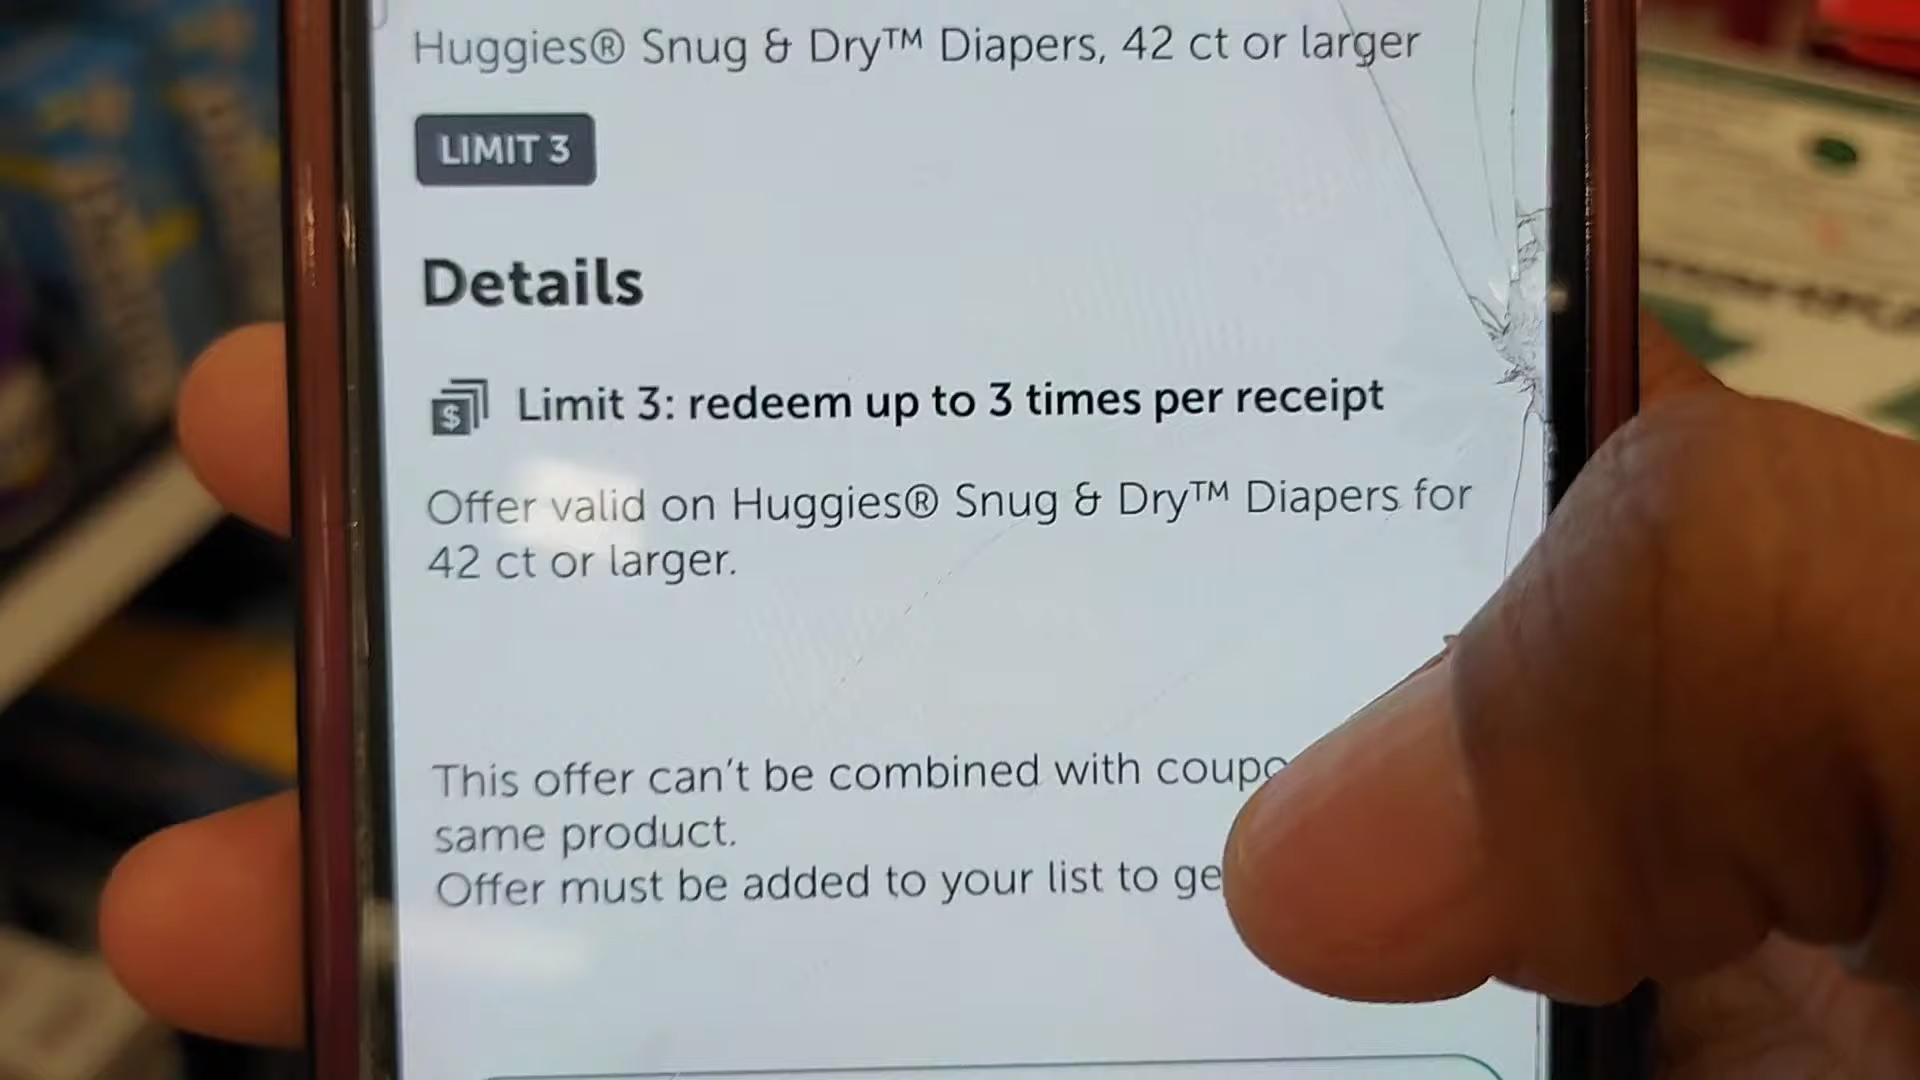 Huggies® Snug & Dry™ Diapers, 42 ct or larger
LIMIT 3
Details
$
Limit 3: redeem up to 3 times per receipt
Offer valid on Huggies® Snug & Dry™ Diapers for
42 ct or larger.
This offer can't be combined with
same product.
Offer must be added to your list to